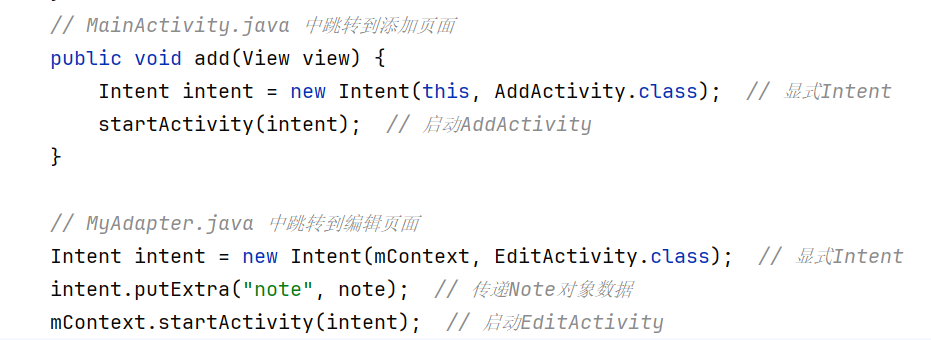 // MainActivity.java 中跳转到添加页面
public void add(View view) {
    Intent intent = new Intent(this, AddActivity.class);  // 显式Intent
    startActivity(intent);  // 启动AddActivity
}

// MyAdapter.java 中跳转到编辑页面
Intent intent = new Intent(mContext, EditActivity.class);  // 显式Intent
intent.putExtra("note", note);  // 传递Note对象数据
mContext.startActivity(intent);  // 启动EditActivity